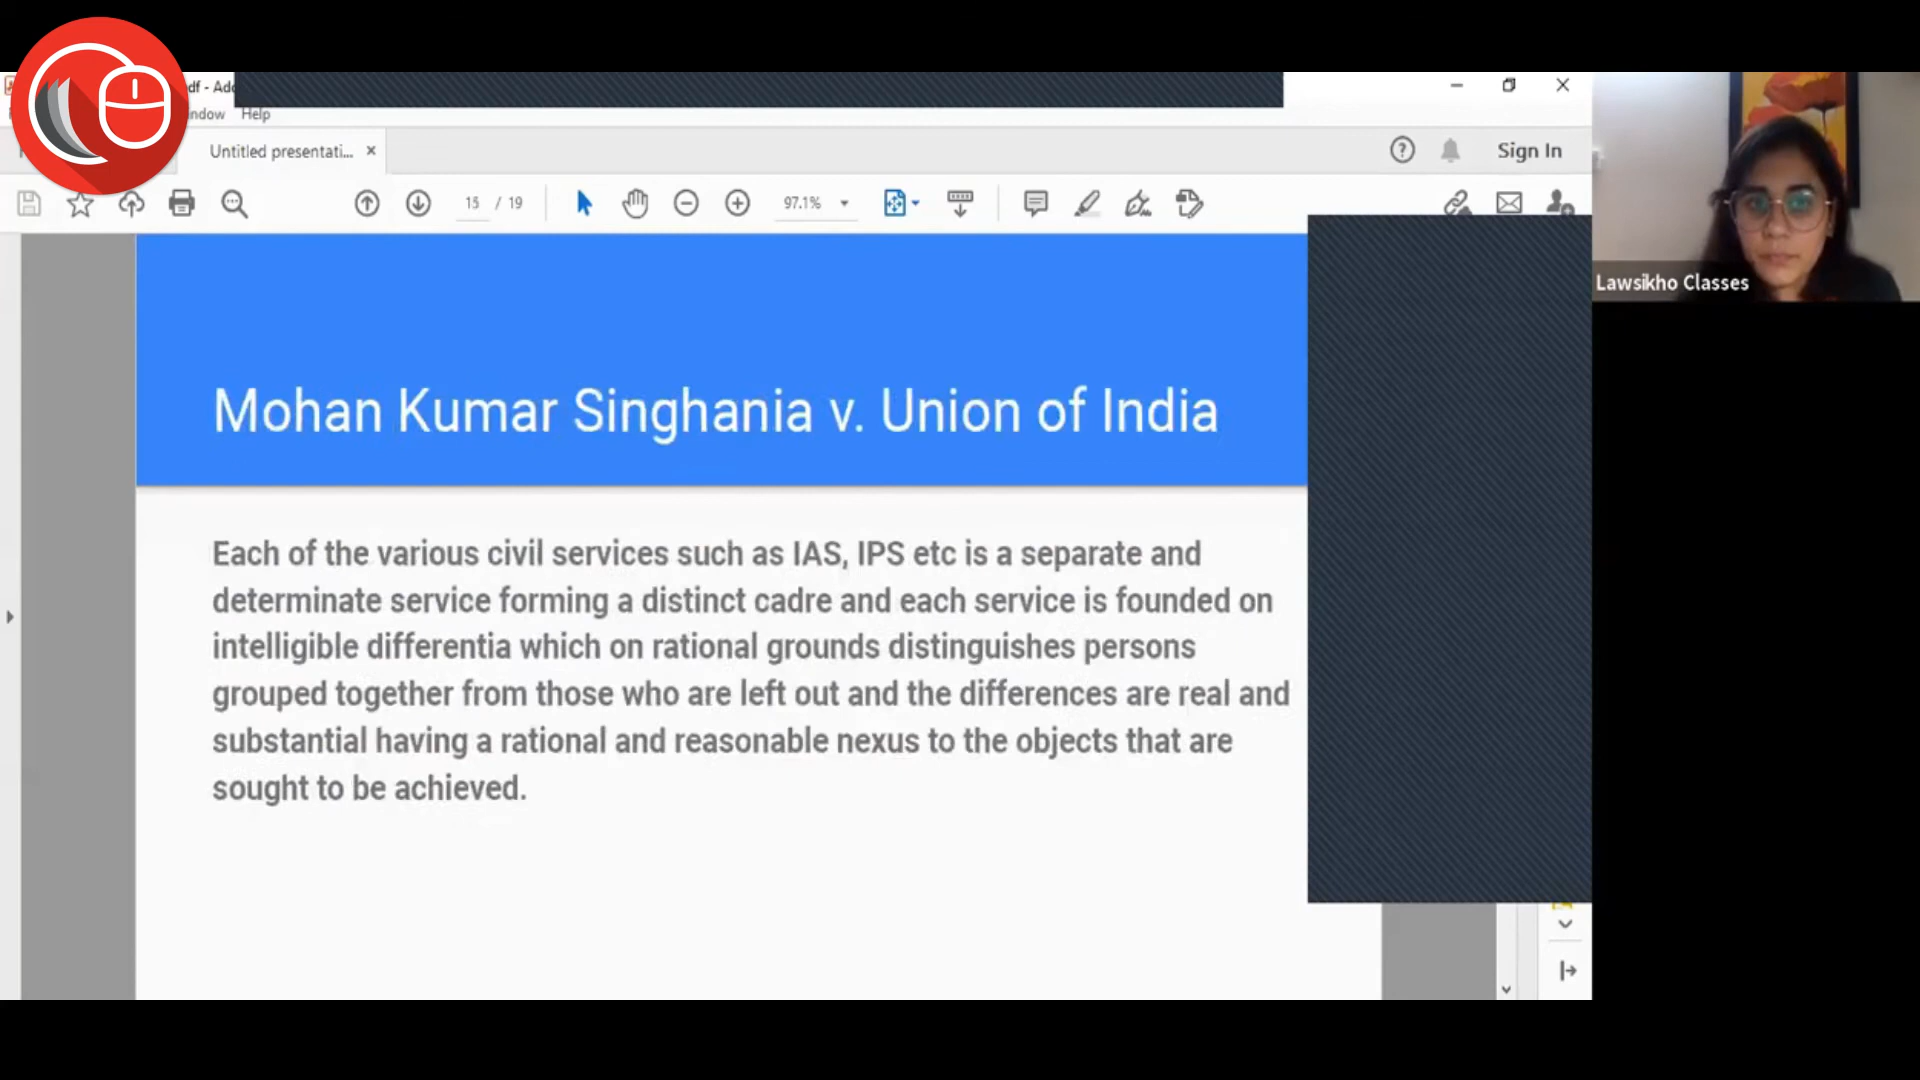 df - Ado
ndow Help
Untitled presentati...
Sign In
15 / 19
97.1%
Lawsikho Classes
Mohan Kumar Singhania v. Union of India
Each of the various civil services such as IAS, IPS etc is a separate and
determinate service forming a distinct cadre and each service is founded on
intelligible differentia which on rational grounds distinguishes persons
grouped together from those who are left out and the differences are real and
substantial having a rational and reasonable nexus to the objects that are
sought to be achieved.